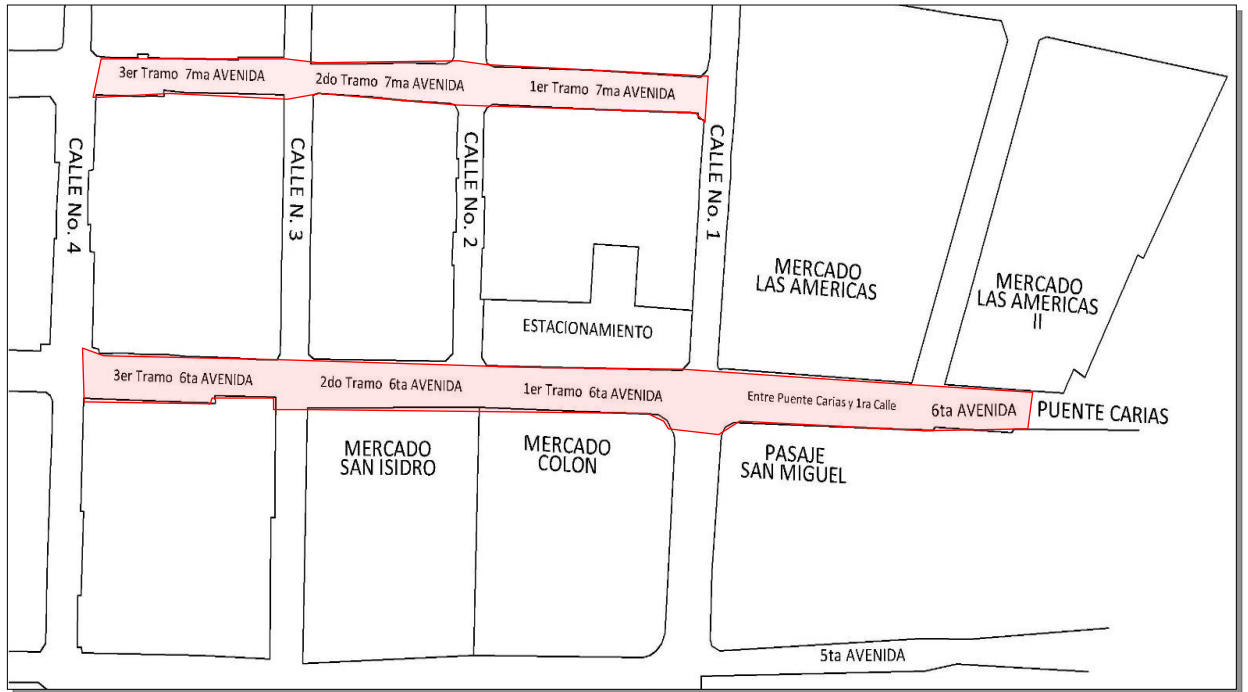 3er Tramo 7ma AVENIDA
2do Tramo 7ma AVENIDA
1er Tramo 7ma AVENIDA
CALLE No. 4
CALLE N. 3
CALLE No. 2
CALLE No. 1
MERCADO
LAS AMERICAS
MERCADO
LAS AMERICAS
II
ESTACIONAMIENTO
3er Tramo 6ta AVENIDA
2do Tramo 6ta AVENIDA
1er Tramo 6ta AVENIDA
Entre Puente Carias y 1ra Calle
6ta AVENIDA
PUENTE CARIAS
MERCADO
SAN ISIDRO
MERCADO
COLON
PASAJE
SAN MIGUEL
5ta AVENIDA